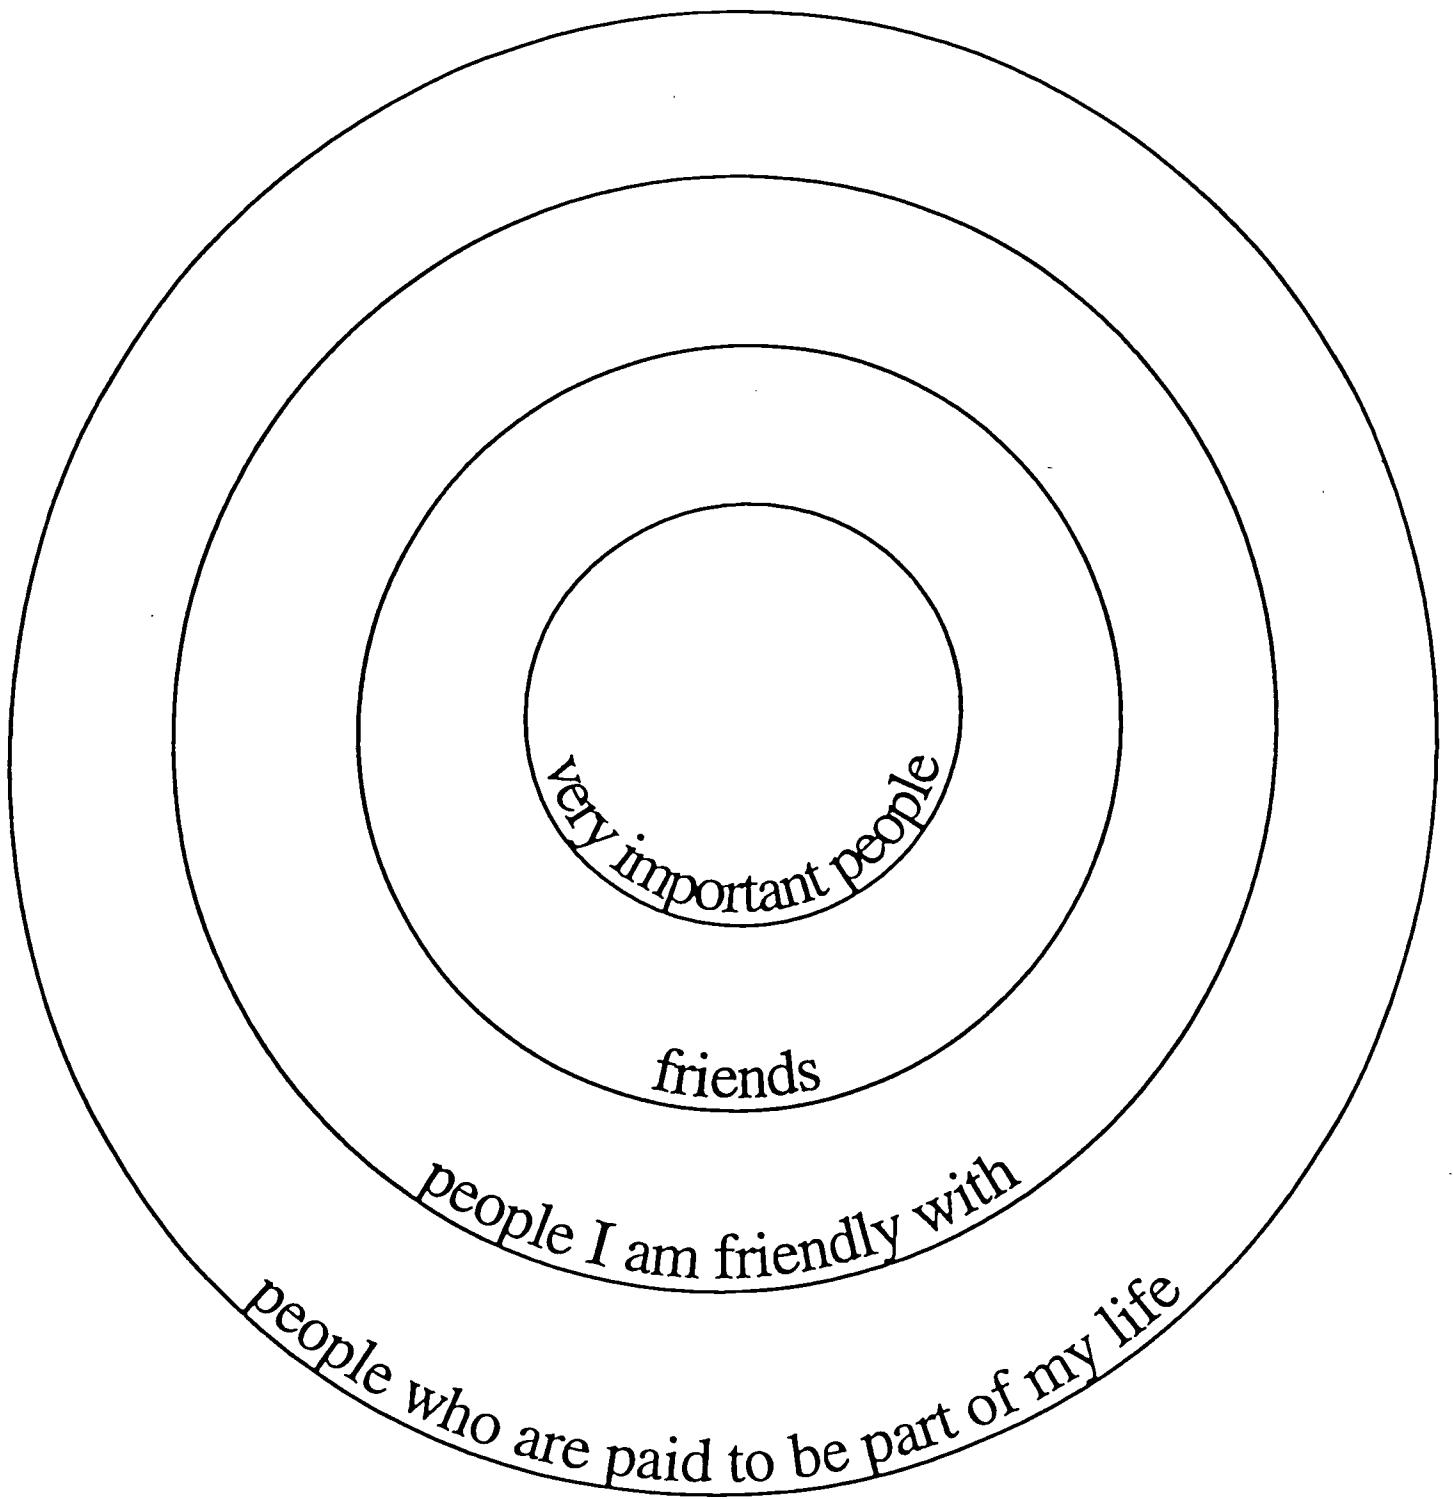 very important people
friends
people I am friendly with
people who are paid to be part of my life